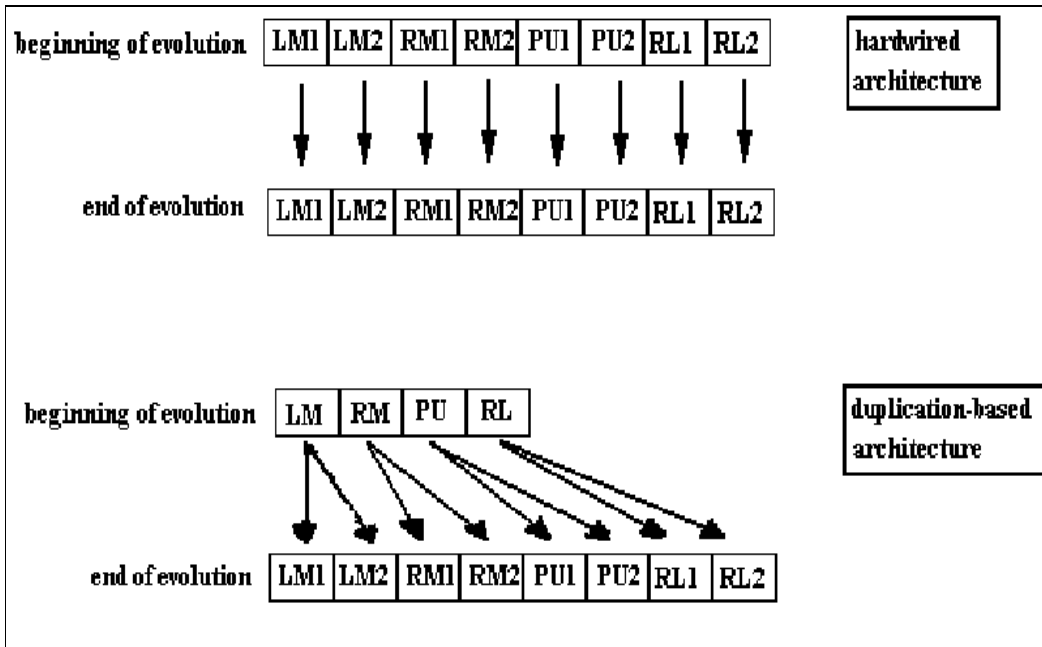 beginning of evolution LM1 LM2 RM1 RM2 PU1 PU2 RL1 RL2
hardwired
architecture
end of evolution LM1 LM2 RM1 RM2 PU1 PU2 RL1 RL2
beginning of evolution LM RM PU RL
duplication-based
architecture
end of evolution LM1 LM2 RM1 RM2 PU1 PU2 RL1 RL2